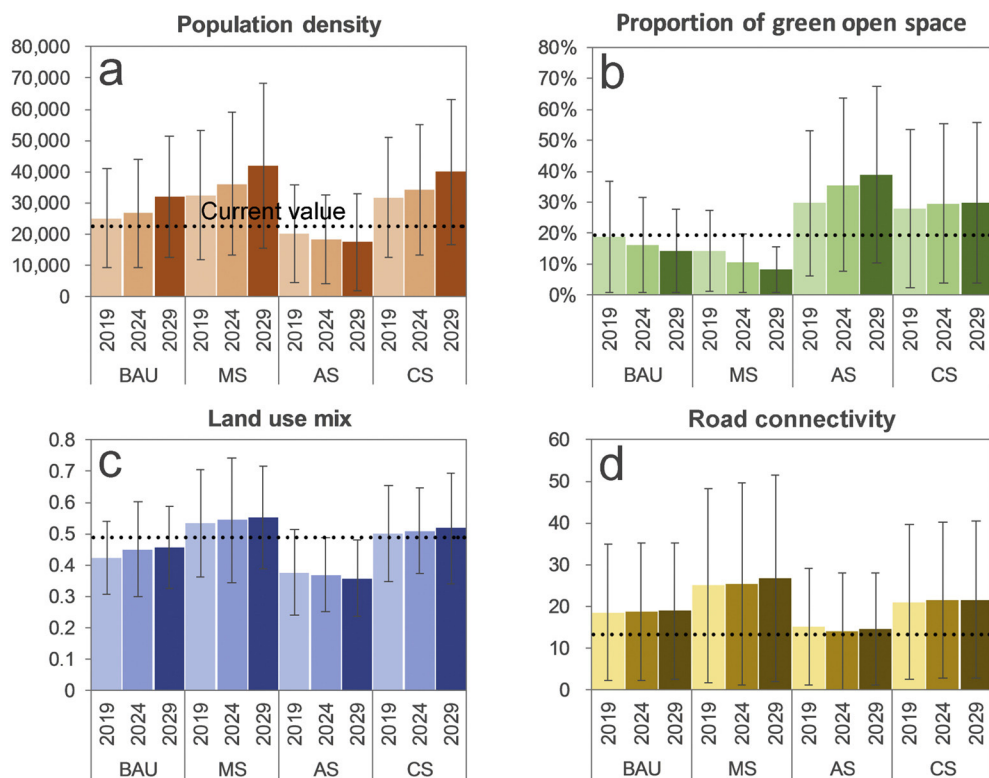 Population density
a
80,000
70,000
60,000
50,000
40,000
30,000
20,000
10,000
0
Current value
2019 2024 2029 2019 2024 2029 2019 2024 2029 2019 2024 2029
BAU MS AS CS
Proportion of green open space
b
80%
70%
60%
50%
40%
30%
20%
10%
0%
2019 2024 2029 2019 2024 2029 2019 2024 2029 2019 2024 2029
BAU MS AS CS
Land use mix
c
0.8
0.7
0.6
0.5
0.4
0.3
0.2
0.1
0
2019 2024 2029 2019 2024 2029 2019 2024 2029 2019 2024 2029
BAU MS AS CS
Road connectivity
d
60
50
40
30
20
10
0
2019 2024 2029 2019 2024 2029 2019 2024 2029 2019 2024 2029
BAU MS AS CS